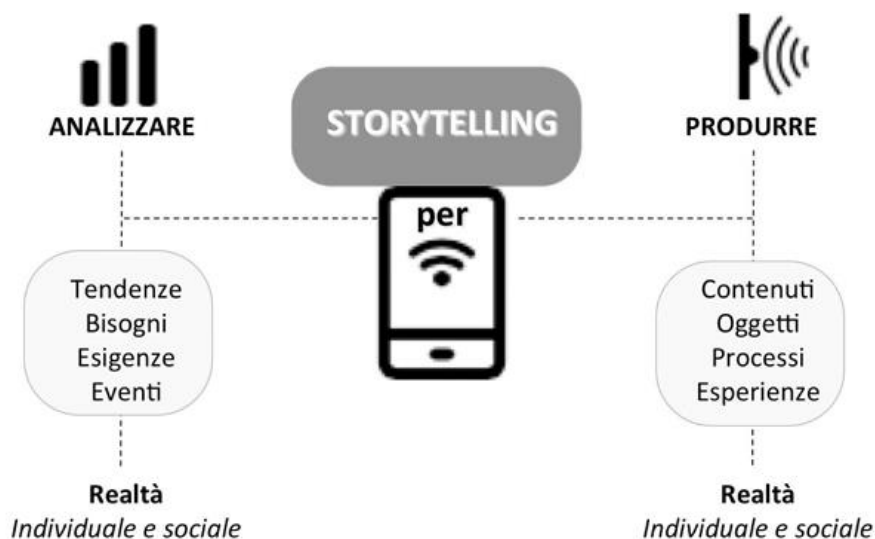 STORYTELLING
per
ANALIZZARE
Tendenze
Bisogni
Esigenze
Eventi
Realtà
Individuale e sociale
PRODURRE
Contenuti
Oggetti
Processi
Esperienze
Realtà
Individuale e sociale